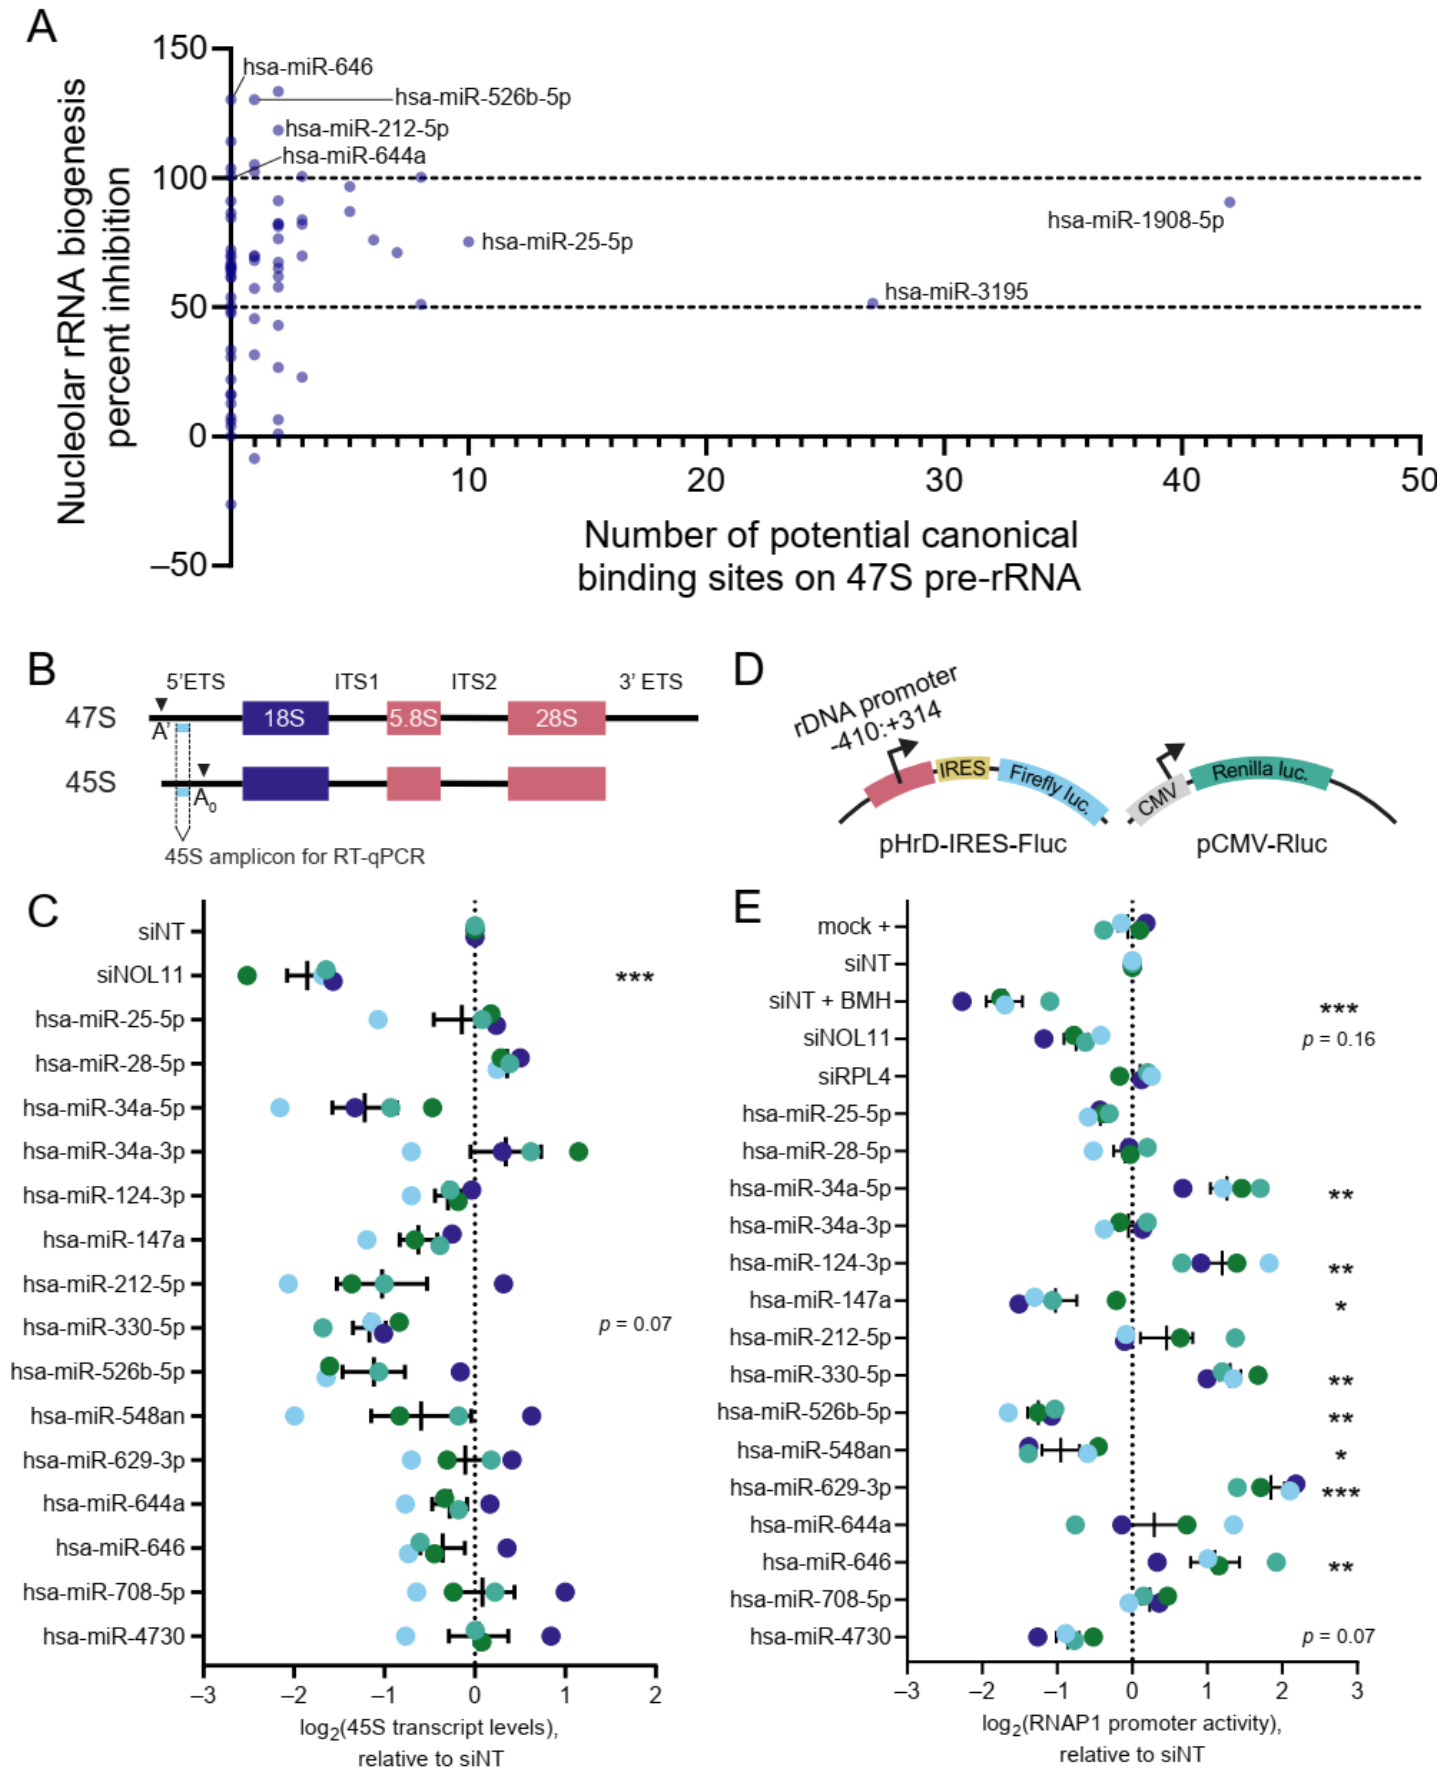 A
Nucleolar rRNA biogenesis
percent inhibition
150
100
50
0
–50
hsa-miR-646
hsa-miR-526b-5p
hsa-miR-212-5p
hsa-miR-644a
hsa-miR-1908-5p
hsa-miR-25-5p
hsa-miR-3195
10
20
30
40
50
Number of potential canonical
binding sites on 47S pre-rRNA
B
5'ETS
ITS1
ITS2
3' ETS
47S
18S
5.8S
28S
A'
45S
A0
45S amplicon for RT-qPCR
D
rDNA promoter
-410:+314
IRES
Firefly luc.
CMV
Renilla luc.
pHrD-IRES-Fluc
pCMV-Rluc
C
siNT
siNOL11
***
hsa-miR-25-5p
hsa-miR-28-5p
hsa-miR-34a-5p
hsa-miR-34a-3p
hsa-miR-124-3p
hsa-miR-147a
hsa-miR-212-5p
hsa-miR-330-5p
p = 0.07
hsa-miR-526b-5p
hsa-miR-548an
hsa-miR-629-3p
hsa-miR-644a
hsa-miR-646
hsa-miR-708-5p
hsa-miR-4730
–3
–2
–1
0
1
2
log2(45S transcript levels),
relative to siNT
E
mock +
siNT
siNT + BMH
***
siNOL11
p = 0.16
siRPL4
hsa-miR-25-5p
hsa-miR-28-5p
hsa-miR-34a-5p
**
hsa-miR-34a-3p
hsa-miR-124-3p
**
hsa-miR-147a
*
hsa-miR-212-5p
hsa-miR-330-5p
**
hsa-miR-526b-5p
**
hsa-miR-548an
*
hsa-miR-629-3p
***
hsa-miR-644a
hsa-miR-646
**
hsa-miR-708-5p
hsa-miR-4730
p = 0.07
–3
–2
–1
0
1
2
3
log2(RNAP1 promoter activity),
relative to siNT